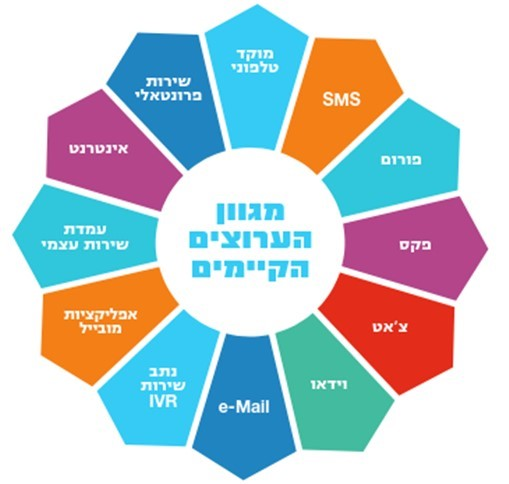 מגוון
הערוצים
הקיימים
מוקד
טלפוני
SMS
פורום
פקס
צ'אט
וידאו
e-Mail
נתב
שירות
IVR
אפליקציות
מובייל
עמדת
שירות עצמי
אינטרנט
שירות
פרונטאלי